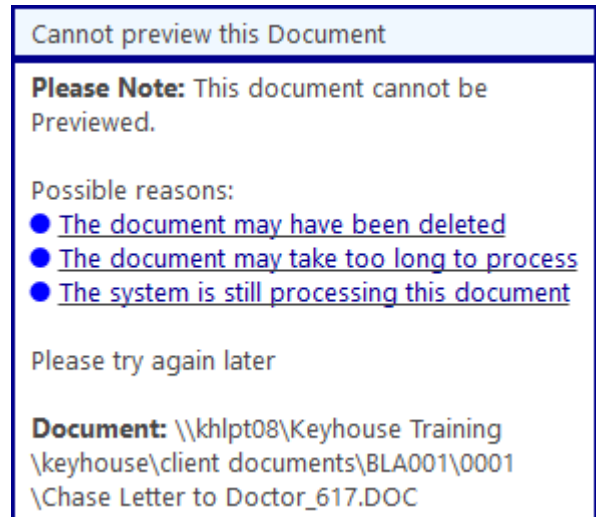 Cannot preview this Document
Please Note: This document cannot be
Previewed.
Possible reasons:
The document may have been deleted
The document may take too long to process
The system is still processing this document
Please try again later
Document: \\khlpt08\Keyhouse Training
\keyhouse\client documents\BLA001\0001
\Chase Letter to Doctor_617.DOC